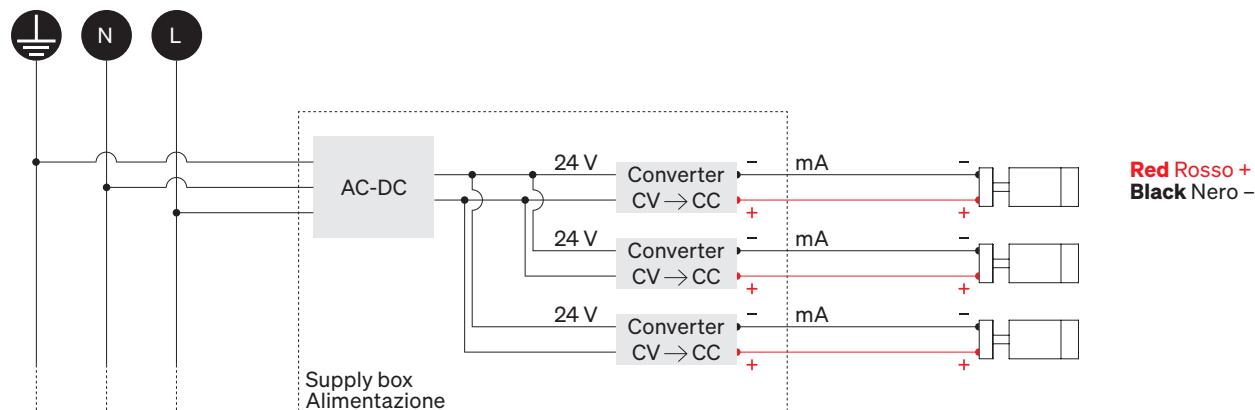 N L
AC-DC
24 V
Converter
CV → CC
– mA –
+ +
24 V
Converter
CV → CC
– mA –
+ +
24 V
Converter
CV → CC
– mA –
+ +
Red Rosso +
Black Nero –
Supply box
Alimentazione